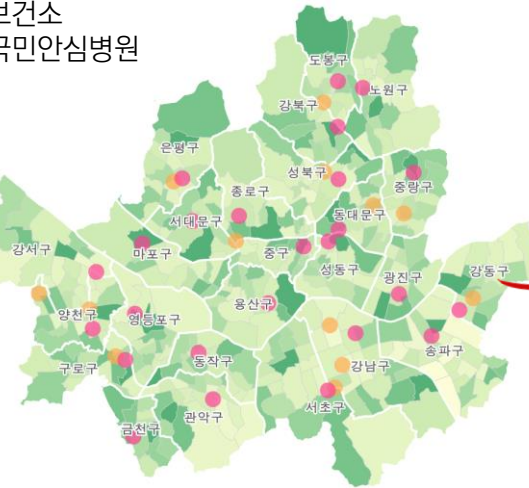 보건소
국민안심병원
도봉구
노원구
강북구
은평구
성북구
중랑구
종로구
서대문구
동대문구
강서구
마포구
중구
성동구
광진구
강동구
양천구
영등포구
용산구
송파구
구로구
동작구
강남구
서초구
관악구
금천구